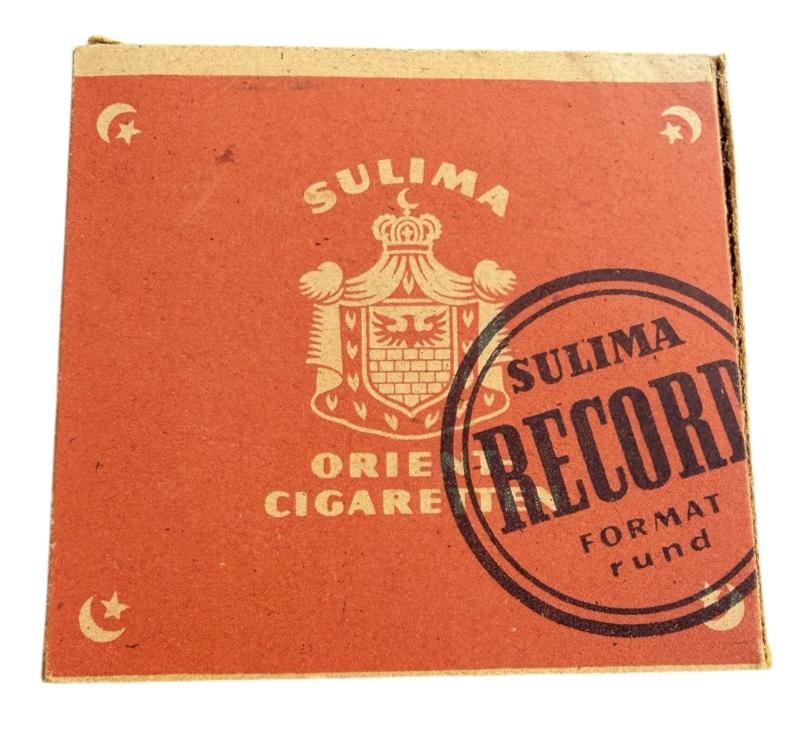 SULIMA
ORIENT
CIGARETTEN
SULIMA
RECORD
FORMAT
rund